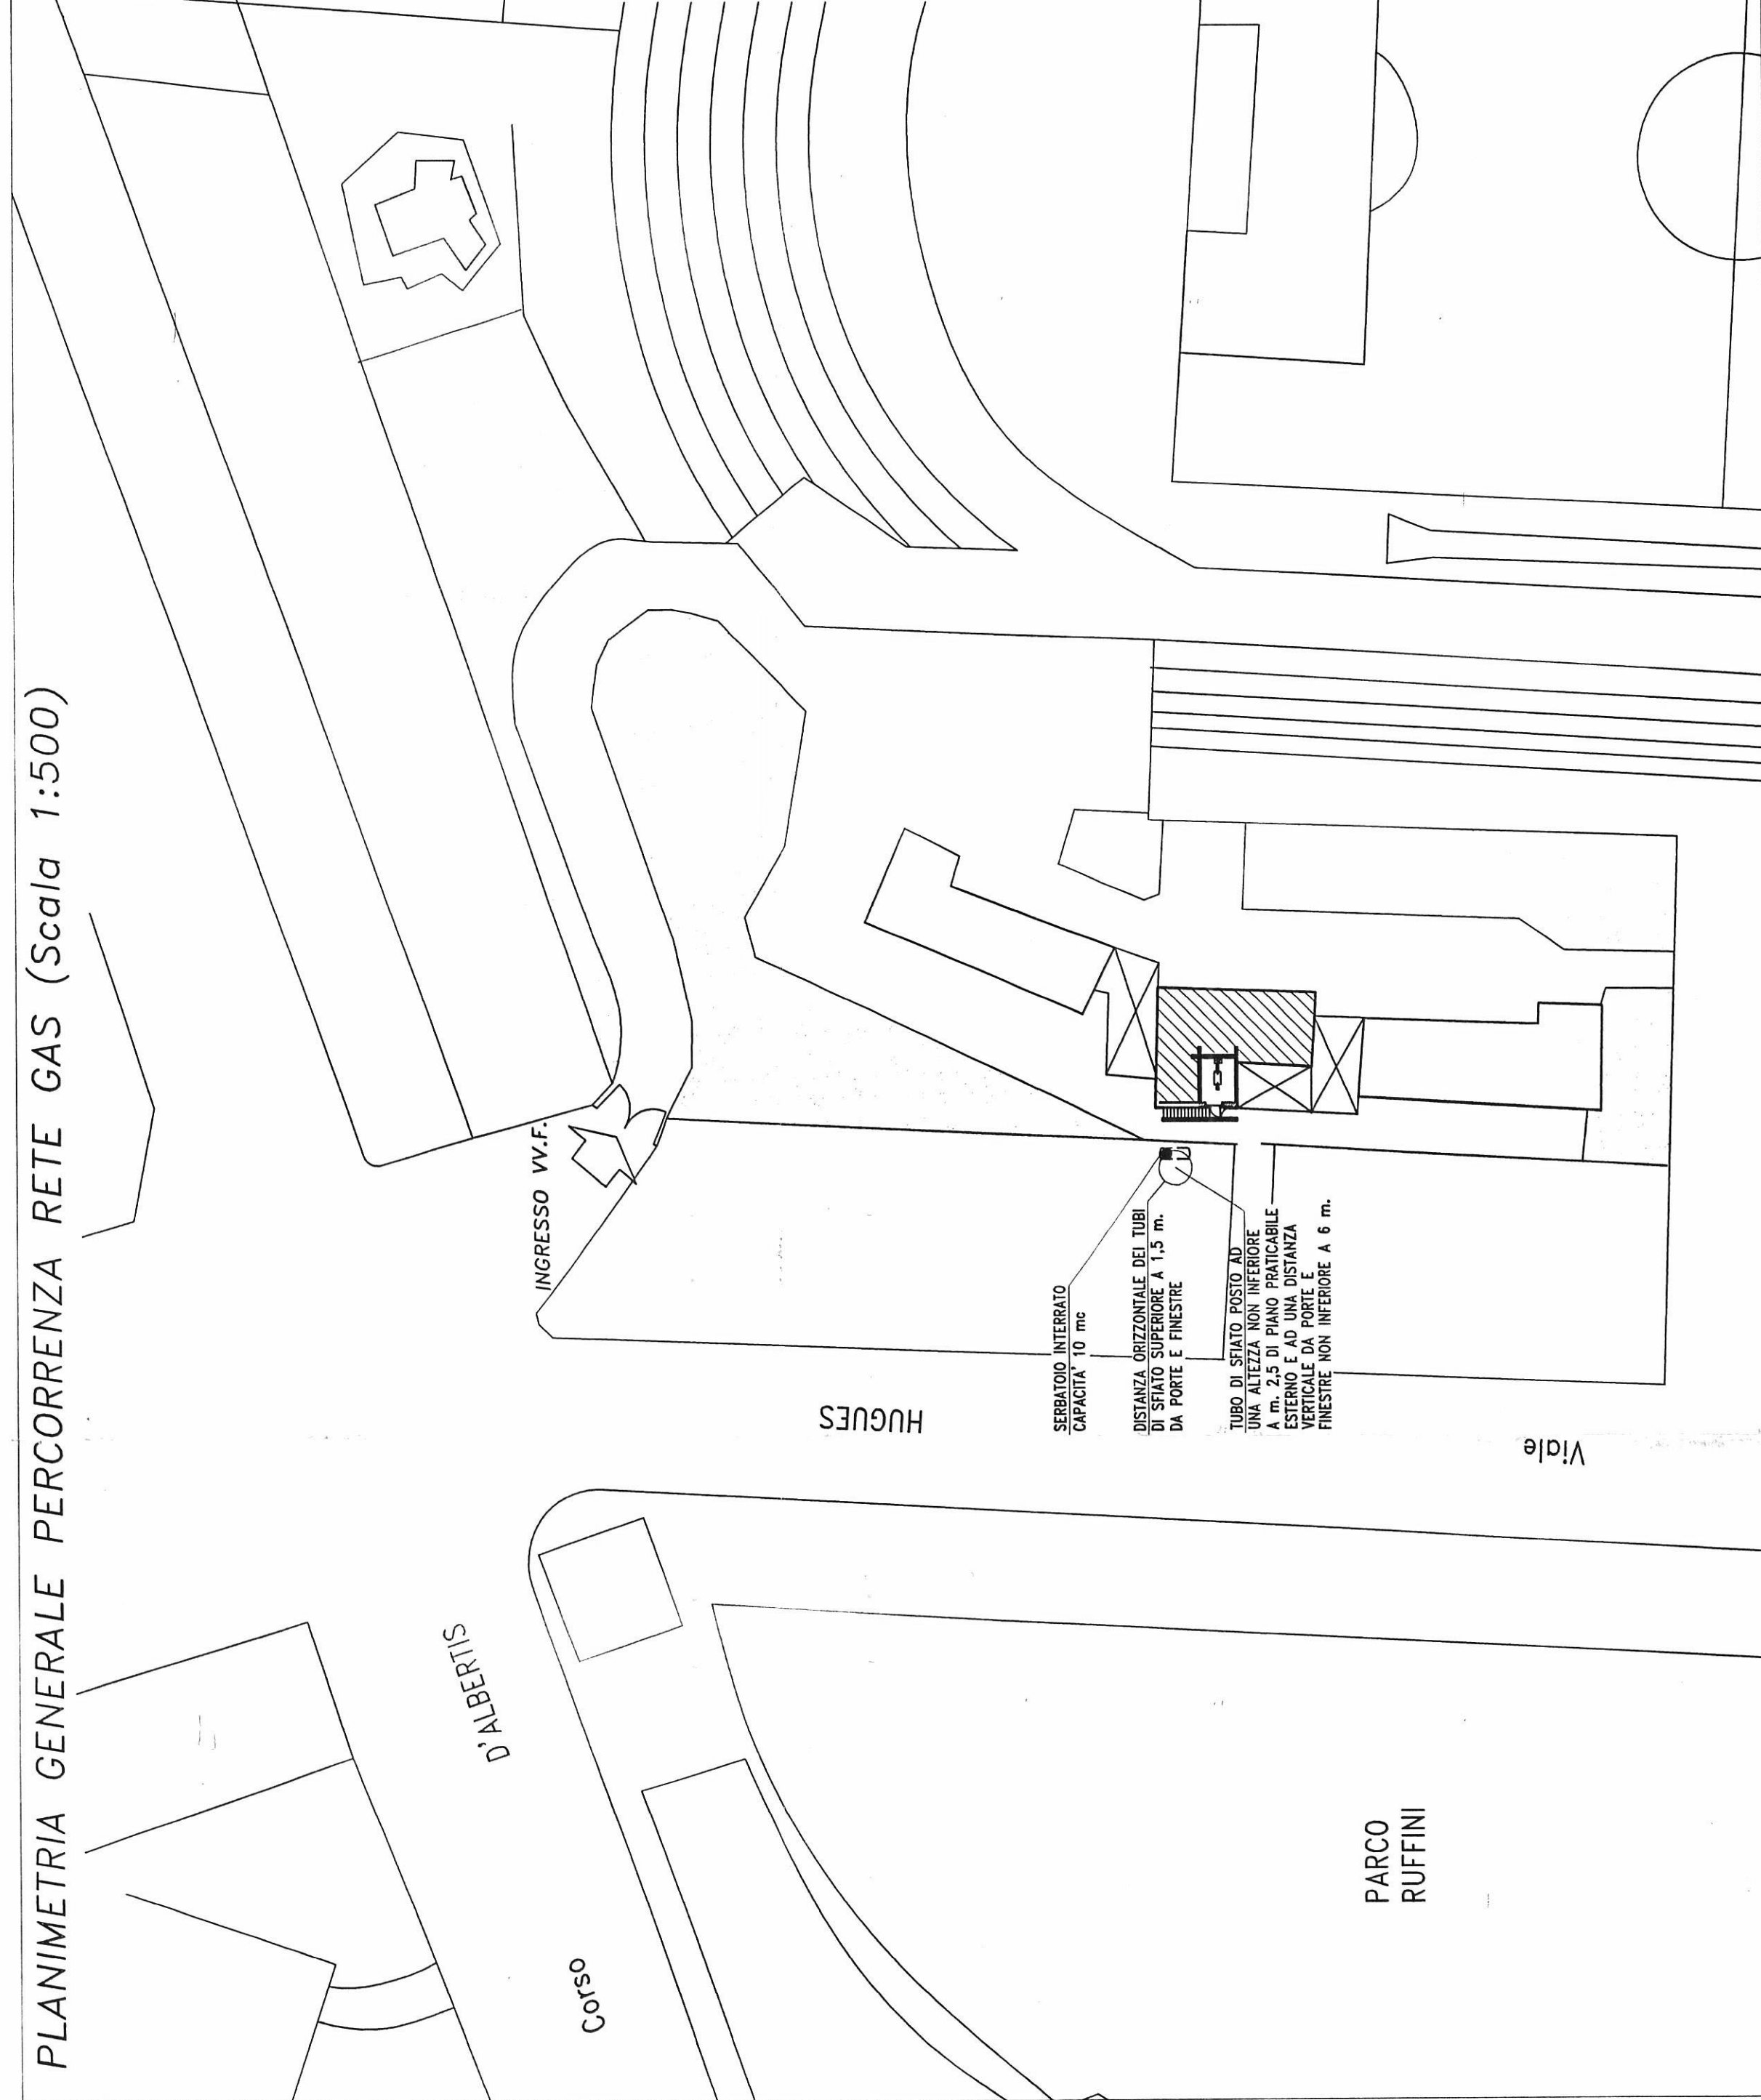 PLANIMETRIA GENERALE PERCORRENZA RETE GAS (Scala 1:500)
INGRESSO VV.F.
Corso
D'ALBERTIS
HUGUES
Viale
SERBATOIO INTERRATO
CAPACITA' 10 mc
DISTANZA ORIZZONTALE DEI TUBI
DI SFIATO SUPERIORE A 1,5 m.
DA PORTE E FINESTRE
TUBO DI SFIATO POSTO AD
UNA ALTEZZA NON INFERIORE
A m. 2,5 DI PIANO PRATICABILE
ESTERNO E AD UNA DISTANZA
VERTICALE DA PORTE E
FINESTRE NON INFERIORE A 6 m.
PARCO
RUFFINI